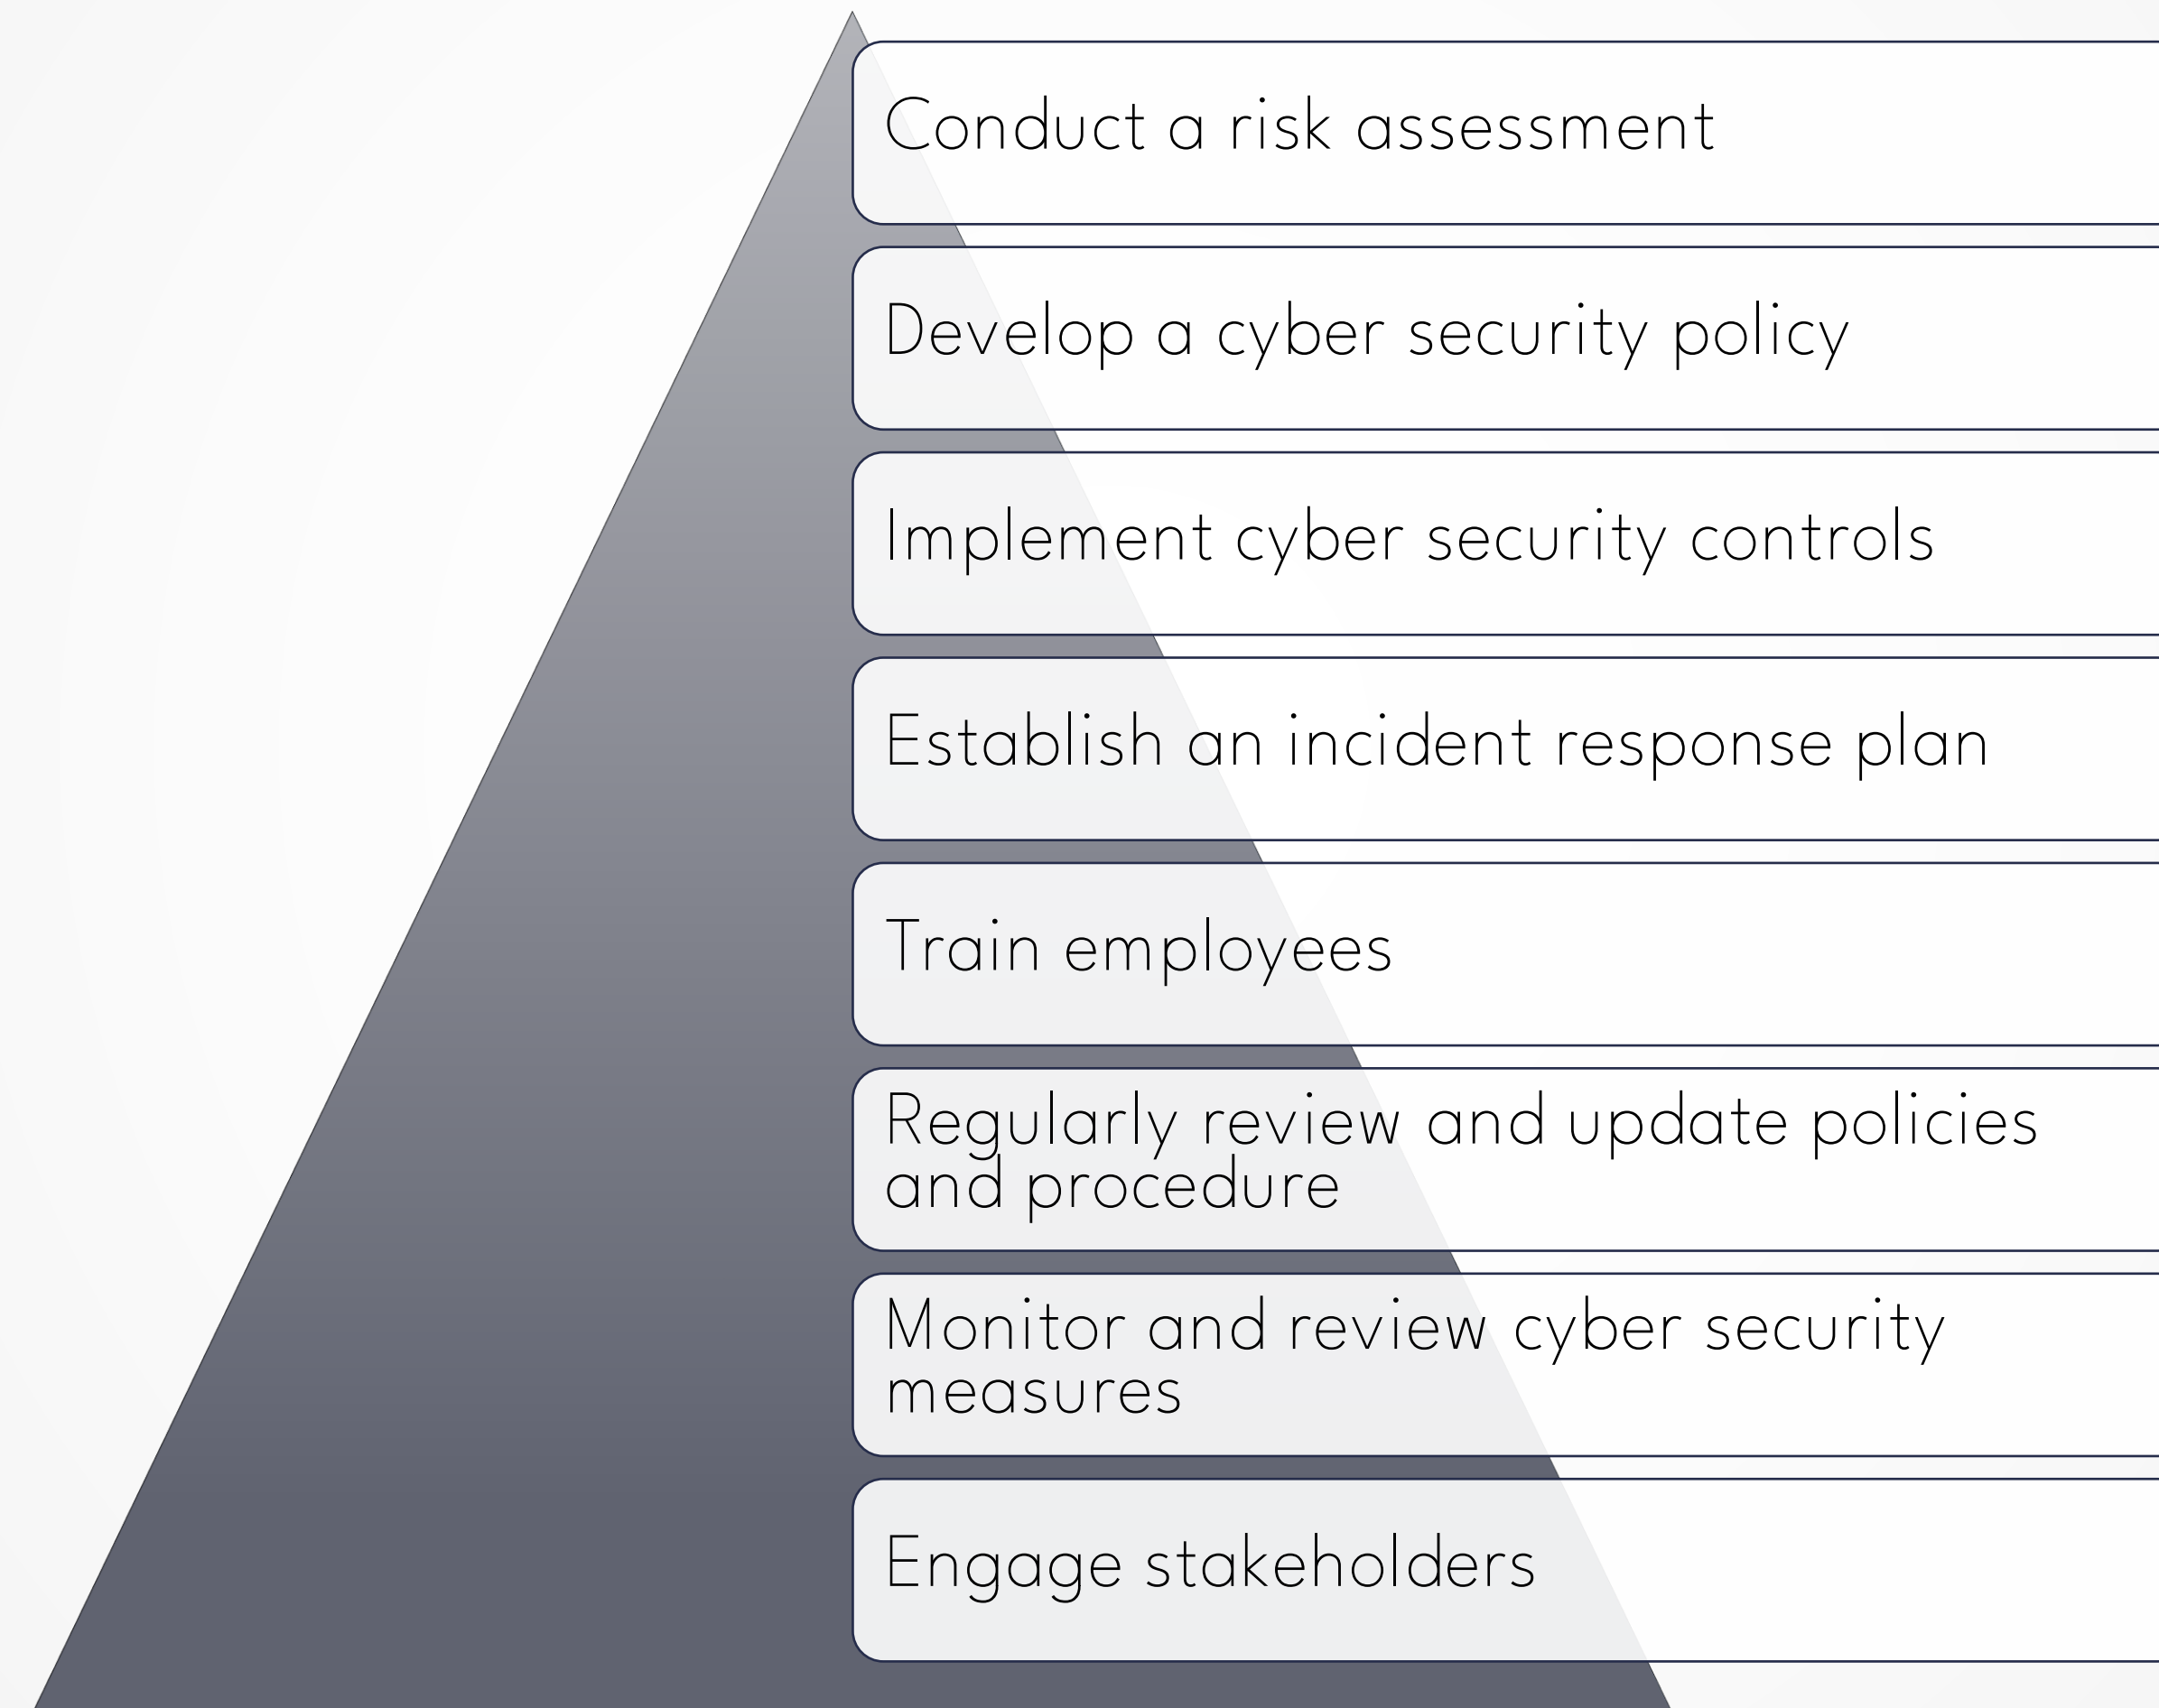 Conduct a risk assessment
Develop a cyber security policy
Implement cyber security controls
Establish an incident response plan
Train employees
Regularly review and update policies
and procedure
Monitor and review cyber security
measures
Engage stakeholders